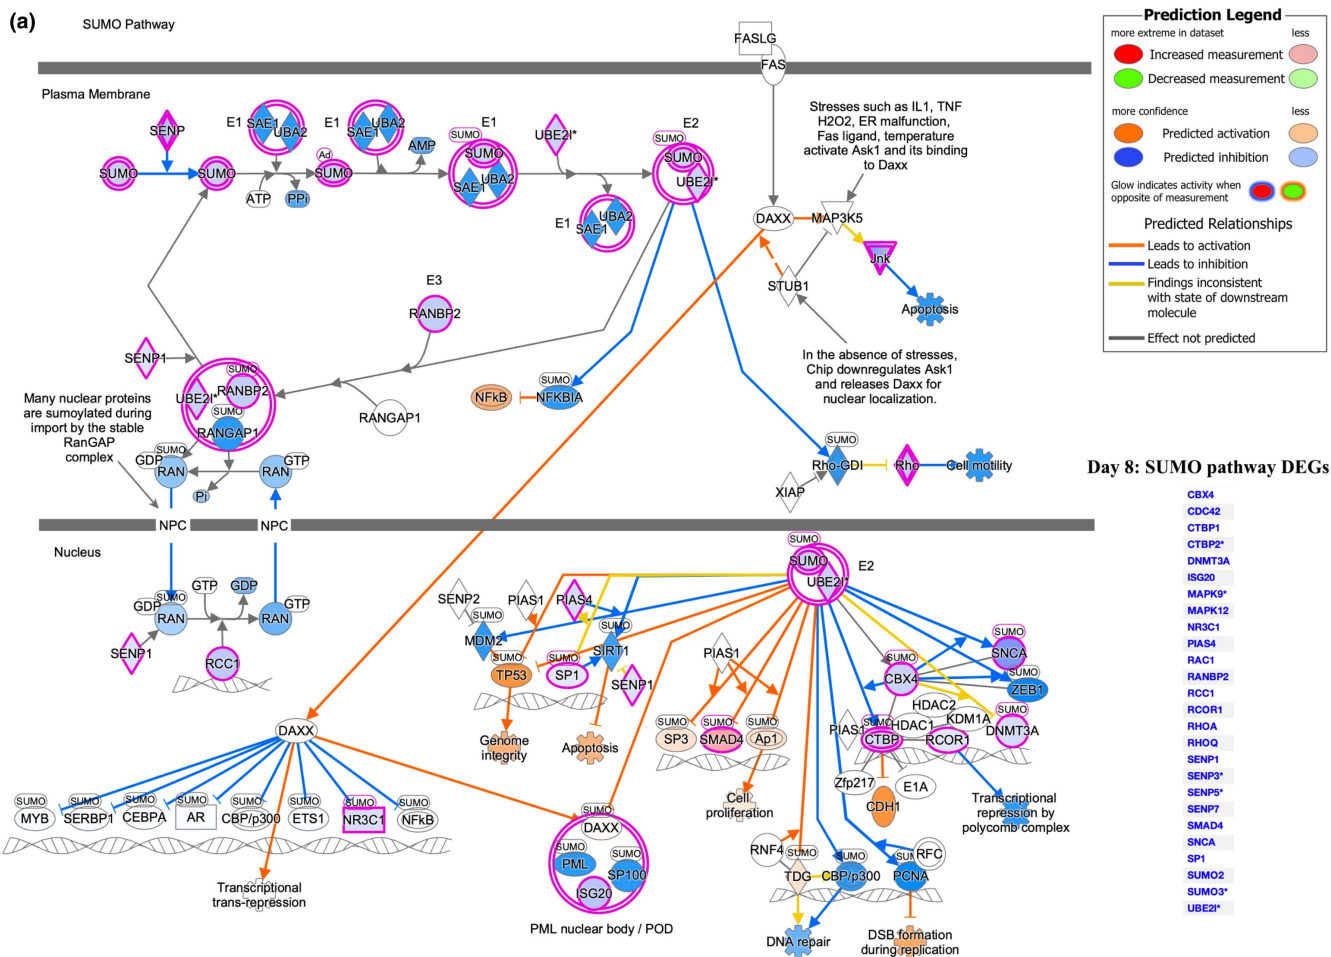 (a)
SUMO Pathway
FASLG
FAS
Plasma Membrane
SENP
SUMO
SUMO
E1
SAE1
UBA2
ATP
PPi
Ad
SUMO
E1
SAE1
UBA2
AMP
SUMO
E1
SUMO
SAE1
UBA2
UBE2I*
E1
SAE1
UBA2
SUMO
E2
SUMO
UBE2I*
Stresses such as IL1, TNF
H2O2, ER malfunction,
Fas ligand, temperature
activate Ask1 and its binding
to Daxx
DAXX
MAP3K5
Jnk
STUB1
Apoptosis
In the absence of stresses,
Chip downregulates Ask1
and releases Daxx for
nuclear localization.
E3
RANBP2
SENP1
SUMO
UBE2I*
RANBP2
SUMO
RANGAP1
RANGAP1
Many nuclear proteins
are sumoylated during
import by the stable
RanGAP
complex
SUMO
GDP
RAN
RAN
GTP
Pi
NFkB
SUMO
NFKBIA
SUMO
Rho-GDI
Rho
Cell motility
XIAP
NPC
NPC
Nucleus
SUMO
GDP
RAN
GTP
GDP
RAN
GTP
SENP1
RCC1
SUMO
SUMO
UBE2I*
E2
SENP2
PIAS1
PIAS4
SUMO
MDM2
SUMO
SIRT1
SUMO
TP53
SUMO
SP1
SENP1
Genome
integrity
Apoptosis
PIAS1
SUMO
SP3
SUMO
SMAD4
SUMO
Ap1
Cell
proliferation
SUMO
CBX4
SUMO
SNCA
SUMO
ZEB1
HDAC2
HDAC1
KDM1A
SUMO
DNMT3A
PIAS1
SUMO
CTBP
RCOR1
Zfp217
E1A
CDH1
Transcriptional
repression by
polycomb complex
DAXX
SUMO
MYB
SUMO
SERBP1
SUMO
CEBPA
SUMO
AR
SUMO
CBP/p300
SUMO
ETS1
SUMO
NR3C1
SUMO
NFkB
Transcriptional
trans-repression
SUMO
DAXX
SUMO
PML
SUMO
SP100
ISG20
PML nuclear body / POD
RNF4
SUMO
TDG
SUMO
CBP/p300
RFC
PCNA
DNA repair
DSB formation
during replication
Prediction Legend
more extreme in dataset
less
Increased measurement
Decreased measurement
more confidence
less
Predicted activation
Predicted inhibition
Glow indicates activity when
opposite of measurement
Predicted Relationships
Leads to activation
Leads to inhibition
Findings inconsistent
with state of downstream
molecule
Effect not predicted
Day 8: SUMO pathway DEGs
CBX4
CDC42
CTBP1
CTBP2*
DNMT3A
ISG20
MAPK9*
MAPK12
NR3C1
PIAS4
RAC1
RANBP2
RCC1
RCOR1
RHOA
RHOQ
SENP1
SENP3*
SENP5*
SENP7
SMAD4
SNCA
SP1
SUMO2
SUMO3*
UBE2I*